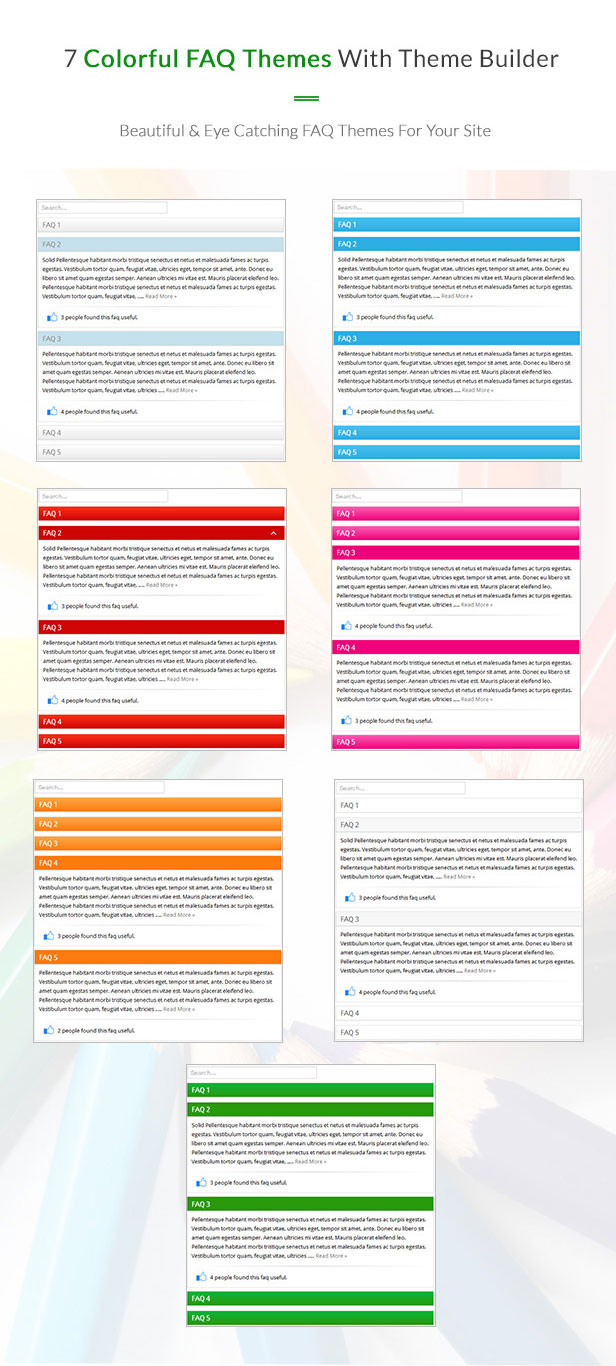 7 Colorful FAQ Themes With Theme Builder
Beautiful & Eye Catching FAQ Themes For Your Site
Search...
FAQ 1
FAQ 2
Solid Pellentesque habitant morbi tristique senectus et netus et malesuada fames ac turpis
egestas. Vestibulum tortor quam, feugiat vitae, ultricies eget, tempor sit amet, ante. Donec eu
libero sit amet quam egestas semper. Aenean ultricies mi vitae est. Mauris placerat eleifend leo.
Pellentesque habitant morbi tristique senectus et netus et malesuada fames ac turpis egestas.
Vestibulum tortor quam, feugiat vitae, .... Read More »
3 people found this faq useful.
FAQ 3
Pellentesque habitant morbi tristique senectus et netus et malesuada fames ac turpis egestas.
Vestibulum tortor quam, feugiat vitae, ultricies eget, tempor sit amet, ante. Donec eu libero sit
amet quam egestas semper. Aenean ultricies mi vitae est. Mauris placerat eleifend leo.
Pellentesque habitant morbi tristique senectus et netus et malesuada fames ac turpis egestas.
Vestibulum tortor quam, feugiat vitae, ultricies .... Read More »
4 people found this faq useful.
FAQ 4
FAQ 5
Search...
FAQ 1
FAQ 2
Solid Pellentesque habitant morbi tristique senectus et netus et malesuada fames ac turpis
egestas. Vestibulum tortor quam, feugiat vitae, ultricies eget, tempor sit amet, ante. Donec eu
libero sit amet quam egestas semper. Aenean ultricies mi vitae est. Mauris placerat eleifend leo.
Pellentesque habitant morbi tristique senectus et netus et malesuada fames ac turpis egestas.
Vestibulum tortor quam, feugiat vitae, .... Read More »
3 people found this faq useful.
FAQ 3
Pellentesque habitant morbi tristique senectus et netus et malesuada fames ac turpis egestas.
Vestibulum tortor quam, feugiat vitae, ultricies eget, tempor sit amet, ante. Donec eu libero sit
amet quam egestas semper. Aenean ultricies mi vitae est. Mauris placerat eleifend leo.
Pellentesque habitant morbi tristique senectus et netus et malesuada fames ac turpis egestas.
Vestibulum tortor quam, feugiat vitae, ultricies .... Read More »
4 people found this faq useful.
FAQ 4
FAQ 5
Search...
FAQ 1
FAQ 2
Solid Pellentesque habitant morbi tristique senectus et netus et malesuada fames ac turpis
egestas. Vestibulum tortor quam, feugiat vitae, ultricies eget, tempor sit amet, ante. Donec eu
libero sit amet quam egestas semper. Aenean ultricies mi vitae est. Mauris placerat eleifend leo.
Pellentesque habitant morbi tristique senectus et netus et malesuada fames ac turpis egestas.
Vestibulum tortor quam, feugiat vitae, .... Read More »
3 people found this faq useful.
FAQ 3
Pellentesque habitant morbi tristique senectus et netus et malesuada fames ac turpis egestas.
Vestibulum tortor quam, feugiat vitae, ultricies eget, tempor sit amet, ante. Donec eu libero sit
amet quam egestas semper. Aenean ultricies mi vitae est. Mauris placerat eleifend leo.
Pellentesque habitant morbi tristique senectus et netus et malesuada fames ac turpis egestas.
Vestibulum tortor quam, feugiat vitae, ultricies .... Read More »
4 people found this faq useful.
FAQ 4
FAQ 5
Search...
FAQ 1
FAQ 2
FAQ 3
Pellentesque habitant morbi tristique senectus et netus et malesuada fames ac turpis egestas.
Vestibulum tortor quam, feugiat vitae, ultricies eget, tempor sit amet, ante. Donec eu libero sit
amet quam egestas semper. Aenean ultricies mi vitae est. Mauris placerat eleifend leo.
Pellentesque habitant morbi tristique senectus et netus et malesuada fames ac turpis egestas.
Vestibulum tortor quam, feugiat vitae, ultricies .... Read More »
4 people found this faq useful.
FAQ 4
Pellentesque habitant morbi tristique senectus et netus et malesuada fames ac turpis egestas.
Vestibulum tortor quam, feugiat vitae, ultricies eget, tempor sit amet, ante. Donec eu libero sit
amet quam egestas semper. Aenean ultricies mi vitae est. Mauris placerat eleifend leo.
Pellentesque habitant morbi tristique senectus et netus et malesuada fames ac turpis egestas.
Vestibulum tortor quam, feugiat vitae, ultricies .... Read More »
3 people found this faq useful.
FAQ 5
Search...
FAQ 1
FAQ 2
FAQ 3
FAQ 4
Pellentesque habitant morbi tristique senectus et netus et malesuada fames ac turpis egestas.
Vestibulum tortor quam, feugiat vitae, ultricies eget, tempor sit amet, ante. Donec eu libero sit
amet quam egestas semper. Aenean ultricies mi vitae est. Mauris placerat eleifend leo.
Pellentesque habitant morbi tristique senectus et netus et malesuada fames ac turpis egestas.
Vestibulum tortor quam, feugiat vitae, ultricies .... Read More »
3 people found this faq useful.
FAQ 5
Pellentesque habitant morbi tristique senectus et netus et malesuada fames ac turpis egestas.
Vestibulum tortor quam, feugiat vitae, ultricies eget, tempor sit amet, ante. Donec eu libero sit
amet quam egestas semper. Aenean ultricies mi vitae est. Mauris placerat eleifend leo.
Pellentesque habitant morbi tristique senectus et netus et malesuada fames ac turpis egestas.
Vestibulum tortor quam, feugiat vitae, ultricies .... Read More »
2 people found this faq useful.
Search...
FAQ 1
FAQ 2
Solid Pellentesque habitant morbi tristique senectus et netus et malesuada fames ac turpis
egestas. Vestibulum tortor quam, feugiat vitae, ultricies eget, tempor sit amet, ante. Donec eu
libero sit amet quam egestas semper. Aenean ultricies mi vitae est. Mauris placerat eleifend leo.
Pellentesque habitant morbi tristique senectus et netus et malesuada fames ac turpis egestas.
Vestibulum tortor quam, feugiat vitae, .... Read More »
3 people found this faq useful.
FAQ 3
Pellentesque habitant morbi tristique senectus et netus et malesuada fames ac turpis egestas.
Vestibulum tortor quam, feugiat vitae, ultricies eget, tempor sit amet, ante. Donec eu libero sit
amet quam egestas semper. Aenean ultricies mi vitae est. Mauris placerat eleifend leo.
Pellentesque habitant morbi tristique senectus et netus et malesuada fames ac turpis egestas.
Vestibulum tortor quam, feugiat vitae, ultricies .... Read More »
4 people found this faq useful.
FAQ 4
FAQ 5
Search...
FAQ 1
FAQ 2
Solid Pellentesque habitant morbi tristique senectus et netus et malesuada fames ac turpis
egestas. Vestibulum tortor quam, feugiat vitae, ultricies eget, tempor sit amet, ante. Donec eu
libero sit amet quam egestas semper. Aenean ultricies mi vitae est. Mauris placerat eleifend leo.
Pellentesque habitant morbi tristique senectus et netus et malesuada fames ac turpis egestas.
Vestibulum tortor quam, feugiat vitae, .... Read More »
3 people found this faq useful.
FAQ 3
Pellentesque habitant morbi tristique senectus et netus et malesuada fames ac turpis egestas.
Vestibulum tortor quam, feugiat vitae, ultricies eget, tempor sit amet, ante. Donec eu libero sit
amet quam egestas semper. Aenean ultricies mi vitae est. Mauris placerat eleifend leo.
Pellentesque habitant morbi tristique senectus et netus et malesuada fames ac turpis egestas.
Vestibulum tortor quam, feugiat vitae, ultricies .... Read More »
4 people found this faq useful.
FAQ 4
FAQ 5